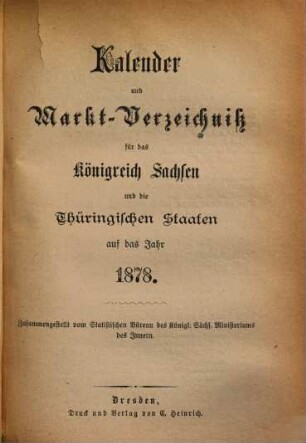 Kalender
und
Markt-Verzeichniß
für das
Königreich Sachsen
und die
Thüringischen Staaten
auf das Jahr
1878.
Zusammengestellt vom Statistischen Büreau des Königl. Sächs. Ministeriums
des Innern.
Dresden,
Druck und Verlag von C. Heinrich.